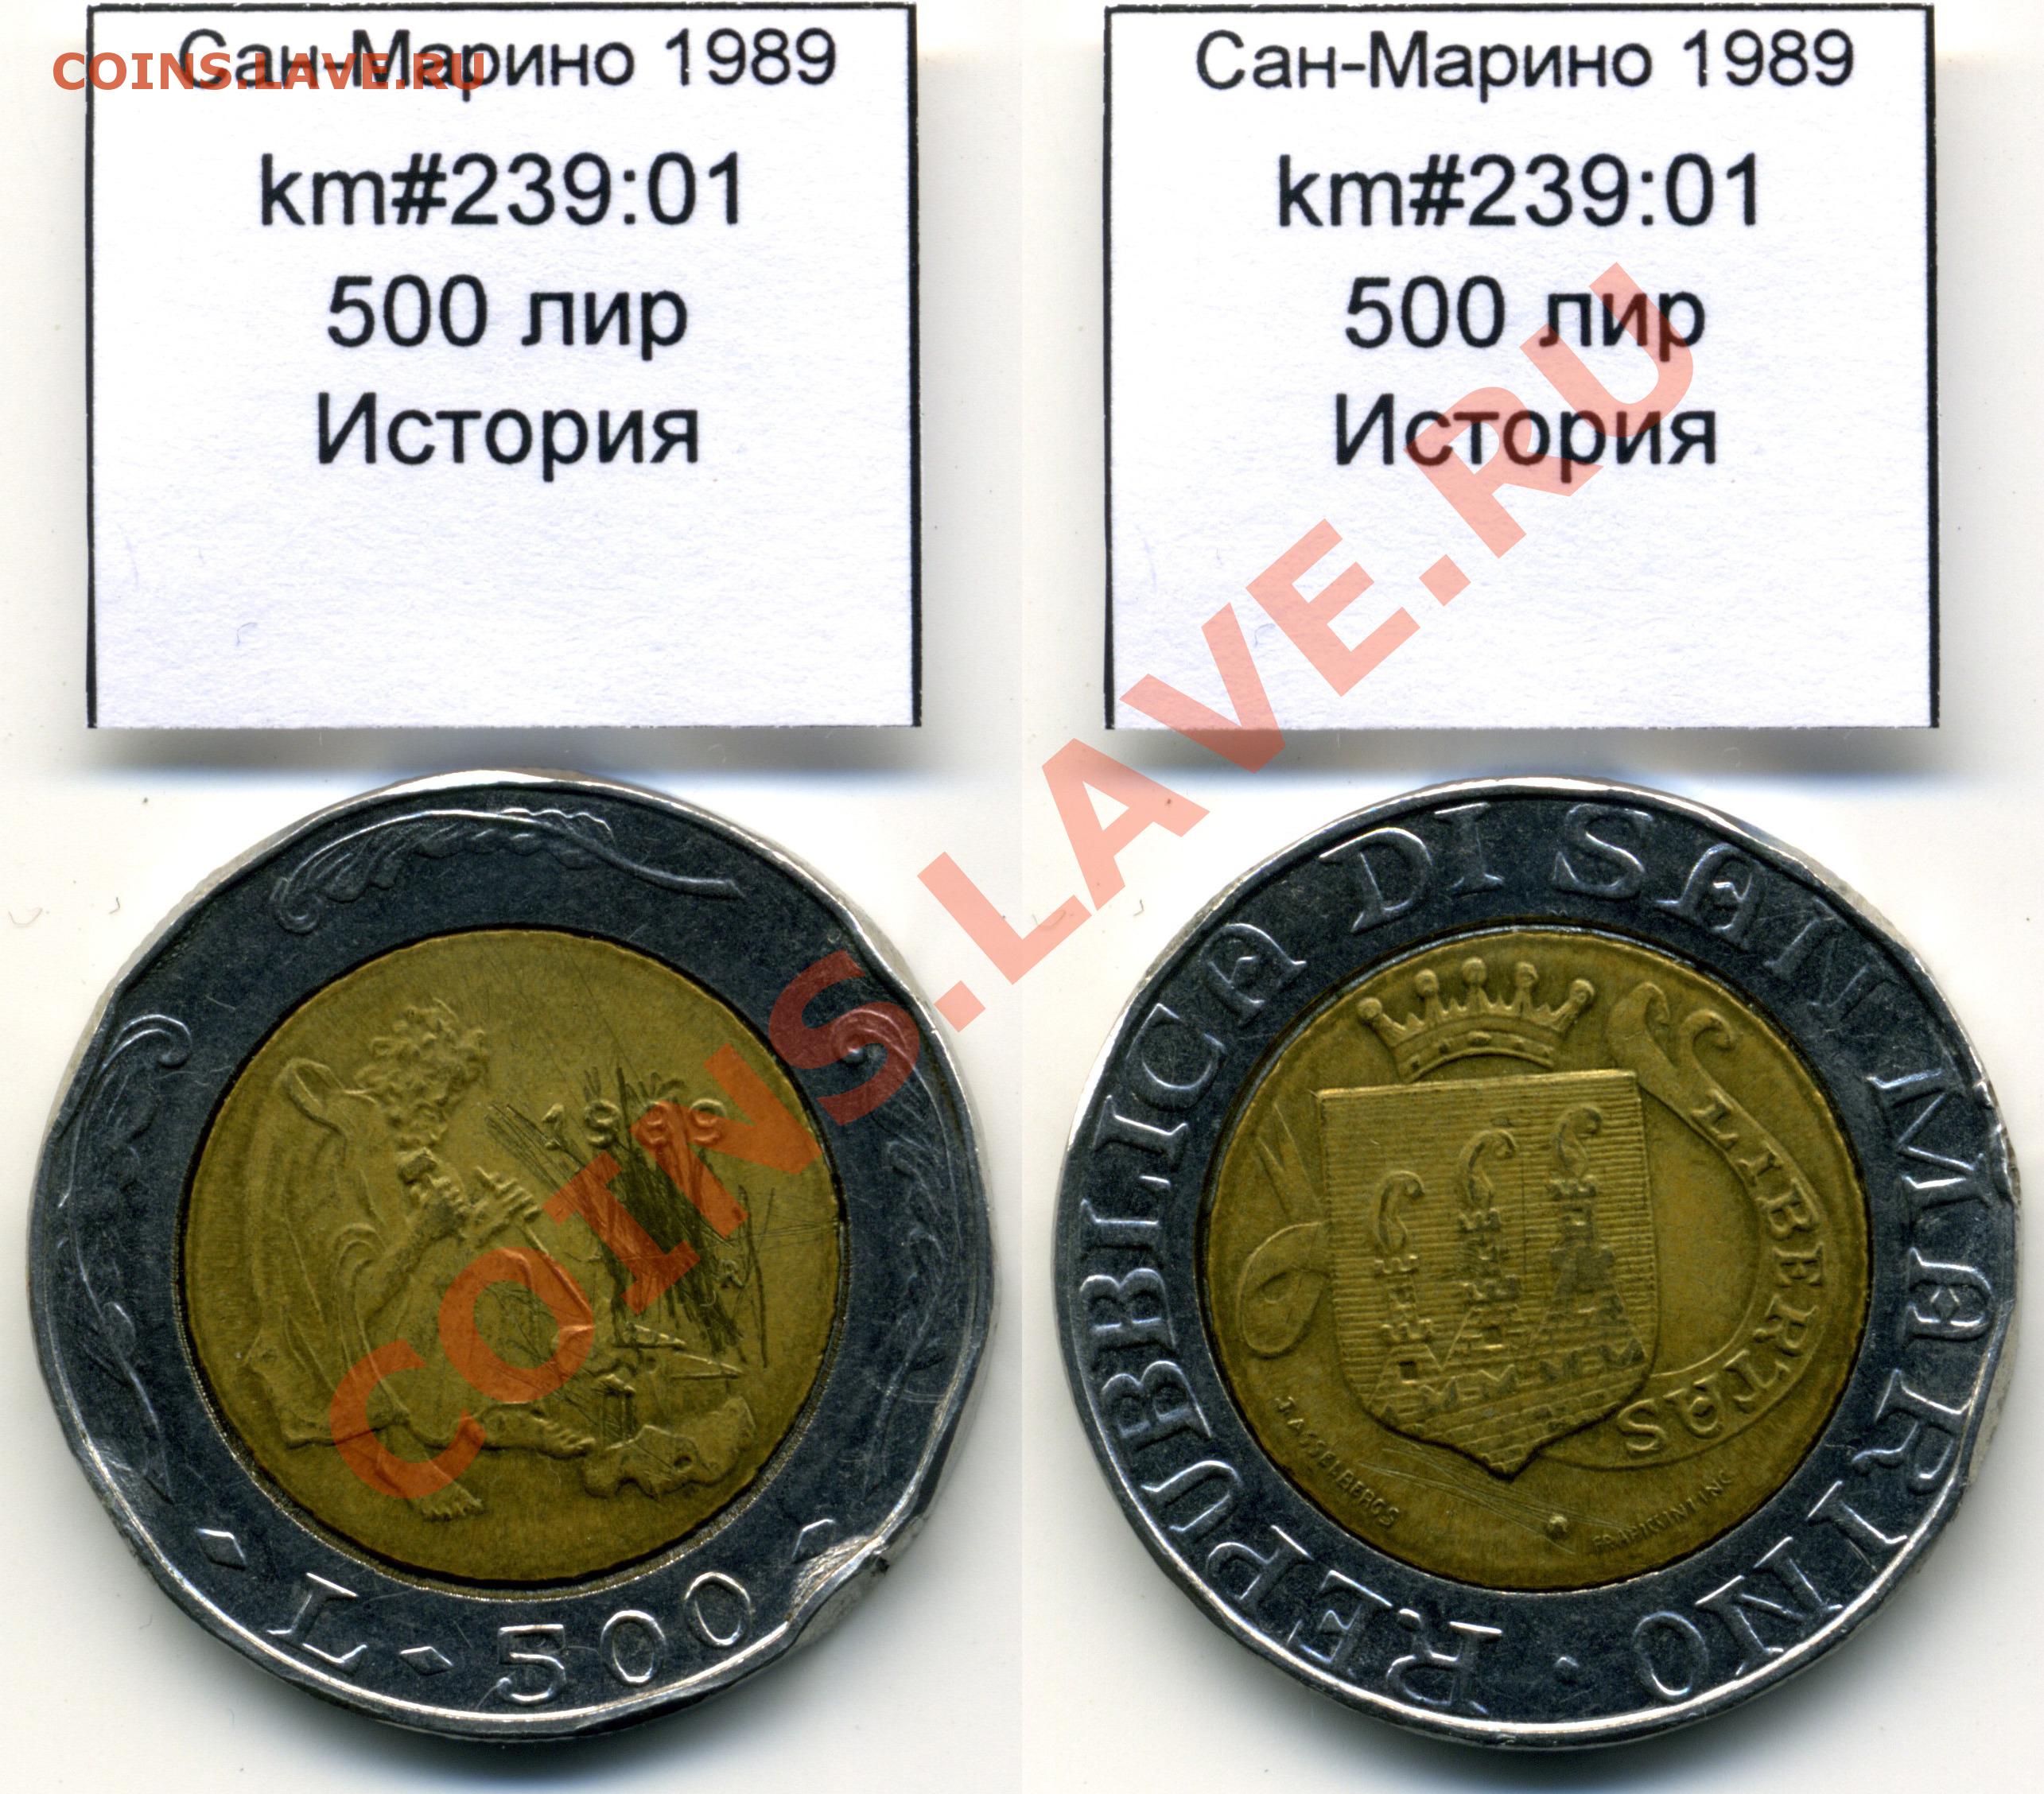 Сан-Марино 1989
COINS.LAVE.RU
km#239:01
500 лир
История
Сан-Марино 1989
km#239:01
500 лир
История
COINS.LAVE.RU
1989
R
L 500
REPUBBLICA DI SAN MARINO
LIBERTAS
J. ASSELBERGS